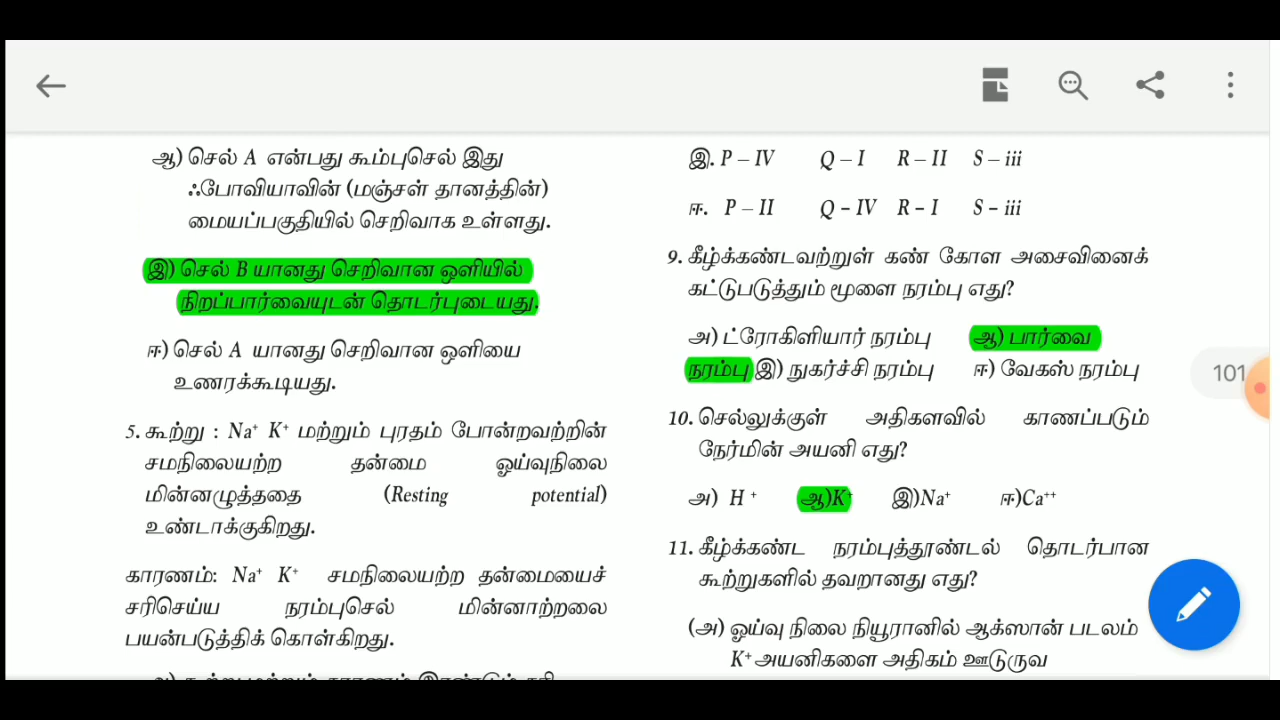 ஆ) செல் A என்பது கூம்புசெல் இது
ஃபோவியாவின் (மஞ்சள் தானத்தின்)
மையப்பகுதியில் செறிவாக உள்ளது.
இ) செல் B யானது செறிவான ஒளியில்
நிறப்பார்வையுடன் தொடர்புடையது.
ஈ) செல் A யானது செறிவான ஒளியை
உணரக்கூடியது.
5. கூற்று : Na⁺ K⁺ மற்றும் புரதம் போன்றவற்றின்
சமநிலையற்ற தன்மை ஓய்வுநிலை
மின்னழுத்ததை (Resting potential)
உண்டாக்குகிறது.
காரணம்: Na⁺ K⁺ சமநிலையற்ற தன்மையைச்
சரிசெய்ய நரம்புசெல் மின்னாற்றலை
பயன்படுத்திக் கொள்கிறது.
இ. P – IV Q – I R – II S – iii
ஈ. P – II Q – IV R – I S – iii
9. கீழ்க்கண்டவற்றுள் கண் கோள அசைவினைக்
கட்டுபடுத்தும் மூளை நரம்பு எது?
அ) ட்ரோகிளியார் நரம்பு ஆ) பார்வை
நரம்பு இ) நுகர்ச்சி நரம்பு ஈ) வேகஸ் நரம்பு
101
10. செல்லுக்குள் அதிகளவில் காணப்படும்
நேர்மின் அயனி எது?
அ) H⁺ ஆ)K⁺ இ)Na⁺ ஈ)Ca⁺⁺
11. கீழ்க்கண்ட நரம்புத்தூண்டல் தொடர்பான
கூற்றுகளில் தவறானது எது?
(அ) ஓய்வு நிலை நியூரானில் ஆக்ஸான் படலம்
K⁺ அயனிகளை அதிகம் ஊடுருவ